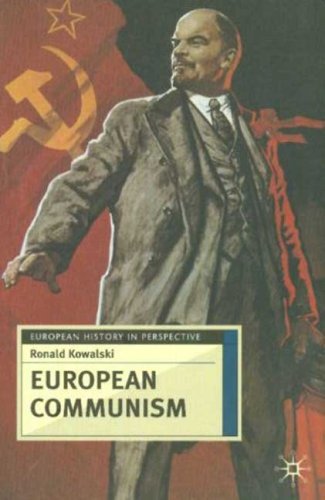 EUROPEAN HISTORY IN PERSPECTIVE
Ronald Kowalski
EUROPEAN
COMMUNISM